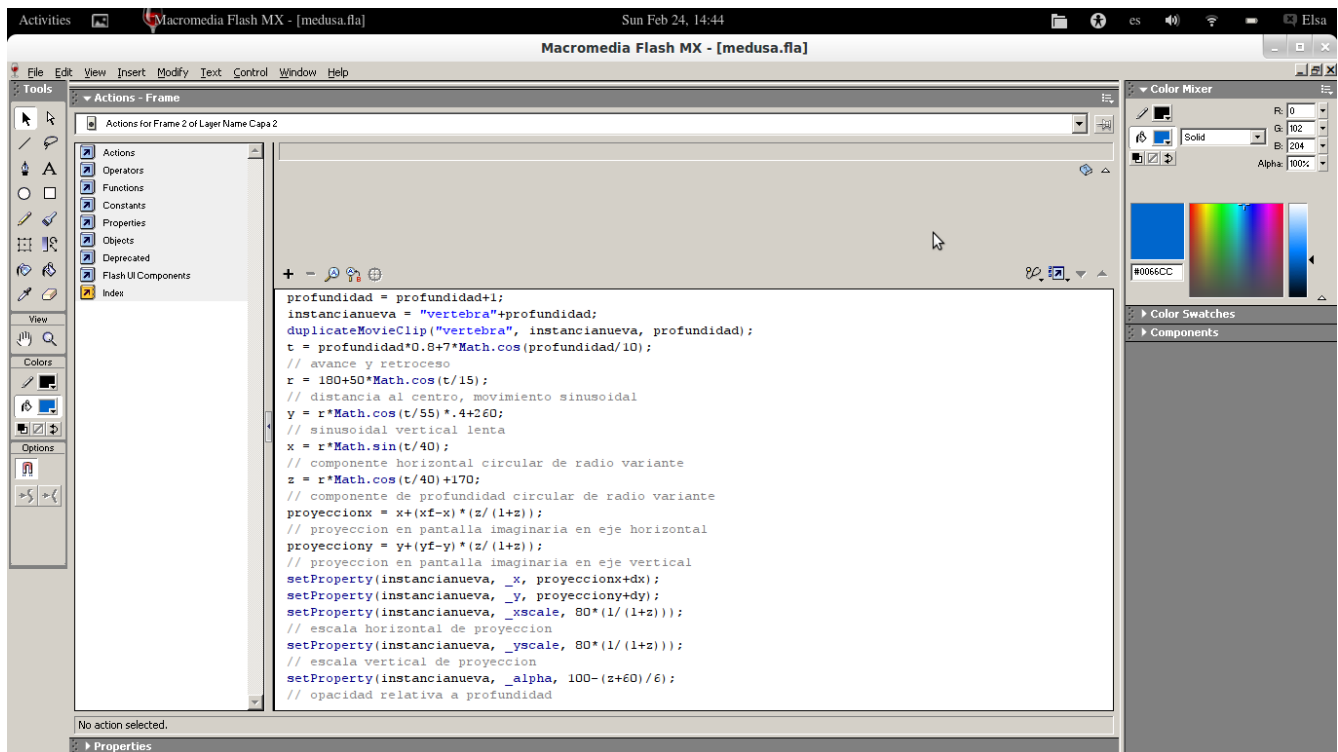 Activities
Macromedia Flash MX - [medusa.fla]
Sun Feb 24, 14:44
es
Elsa
Macromedia Flash MX - [medusa.fla]
File Edit View Insert Modify Text Control Window Help
Tools
View
Colors
Options
Actions - Frame
Actions for Frame 2 of Layer Name Capa 2
Actions
Operators
Functions
Constants
Properties
Objects
Deprecated
Flash UI Components
Index
profundidad = profundidad+1;
instancianueva = "vertebra"+profundidad;
duplicateMovieClip("vertebra", instancianueva, profundidad);
t = profundidad*0.8+7*Math.cos(profundidad/10);
// avance y retroceso
r = 180+50*Math.cos(t/15);
// distancia al centro, movimiento sinusoidal
y = r*Math.cos(t/55)*.4+260;
// sinusoidal vertical lenta
x = r*Math.sin(t/40);
// componente horizontal circular de radio variante
z = r*Math.cos(t/40)+170;
// componente de profundidad circular de radio variante
proyeccionx = x+(xf-x)*(z/(l+z));
// proyeccion en pantalla imaginaria en eje horizontal
proyecciony = y+(yf-y)*(z/(l+z));
// proyeccion en pantalla imaginaria en eje vertical
setProperty(instancianueva, _x, proyeccionx+dx);
setProperty(instancianueva, _y, proyecciony+dy);
setProperty(instancianueva, _xscale, 80*(l/(l+z)));
// escala horizontal de proyeccion
setProperty(instancianueva, _yscale, 80*(l/(l+z)));
// escala vertical de proyeccion
setProperty(instancianueva, _alpha, 100-(z+60)/6);
// opacidad relativa a profundidad
No action selected.
Properties
Color Mixer
R: 0
Solid
G: 102
B: 204
Alpha: 100%
#0066CC
Color Swatches
Components